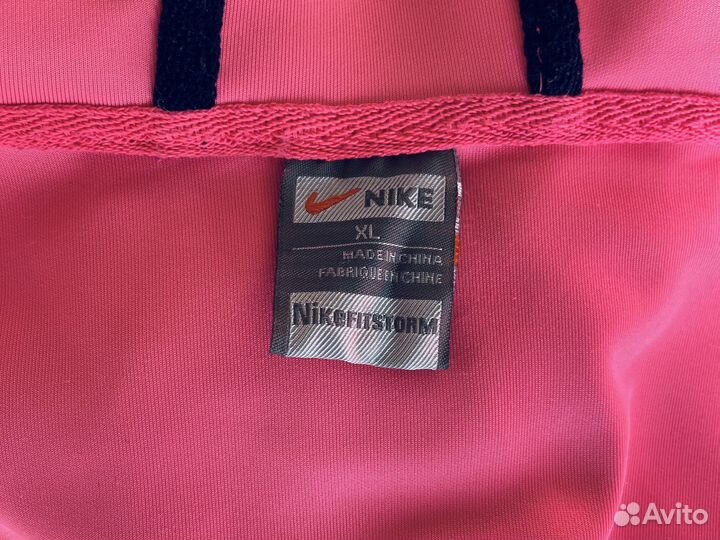 NIKE
XL
MADE IN CHINA
FABRIQUE EN CHINE
NikeFITSTORM
Avito